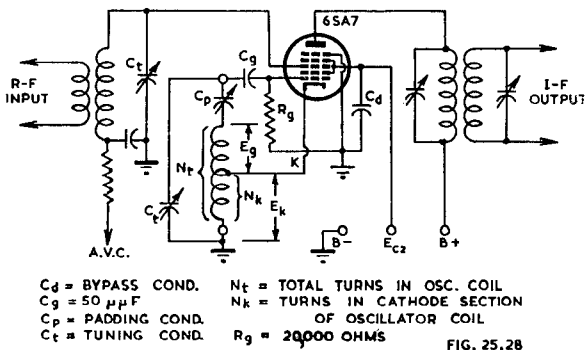 6SA7
R-F
INPUT
Ct
Cg
Cp
Rg
Cd
I-F
OUTPUT
Eg
K
Nt
Nk
Ek
Ct
A.V.C.
B-
Ec2
B+
Cd = BYPASS COND.
Cg = 50 μμF
Cp = PADDING COND.
Ct = TUNING COND.
Nt = TOTAL TURNS IN OSC. COIL
Nk = TURNS IN CATHODE SECTION
OF OSCILLATOR COIL
Rg = 20,000 OHMS
FIG. 25.28